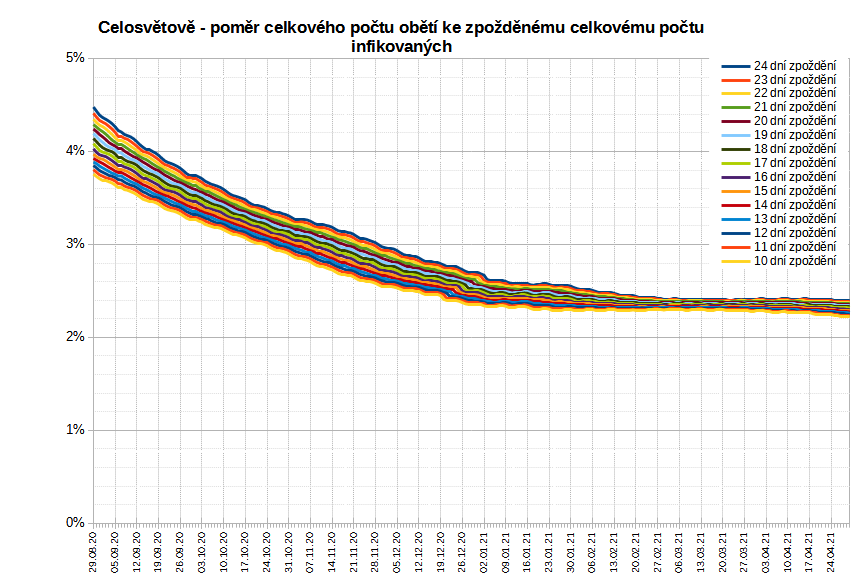 Celosvětově - poměr celkového počtu obětí ke zpožděnému celkovému počtu
infikovaných
5%
4%
3%
2%
1%
0%
24 dní zpoždění
23 dní zpoždění
22 dní zpoždění
21 dní zpoždění
20 dní zpoždění
19 dní zpoždění
18 dní zpoždění
17 dní zpoždění
16 dní zpoždění
15 dní zpoždění
14 dní zpoždění
13 dní zpoždění
12 dní zpoždění
11 dní zpoždění
10 dní zpoždění
29.08.20
05.09.20
12.09.20
19.09.20
26.09.20
03.10.20
10.10.20
17.10.20
24.10.20
31.10.20
07.11.20
14.11.20
21.11.20
28.11.20
05.12.20
12.12.20
19.12.20
26.12.20
02.01.21
09.01.21
16.01.21
23.01.21
30.01.21
06.02.21
13.02.21
20.02.21
27.02.21
06.03.21
13.03.21
20.03.21
27.03.21
03.04.21
10.04.21
17.04.21
24.04.21